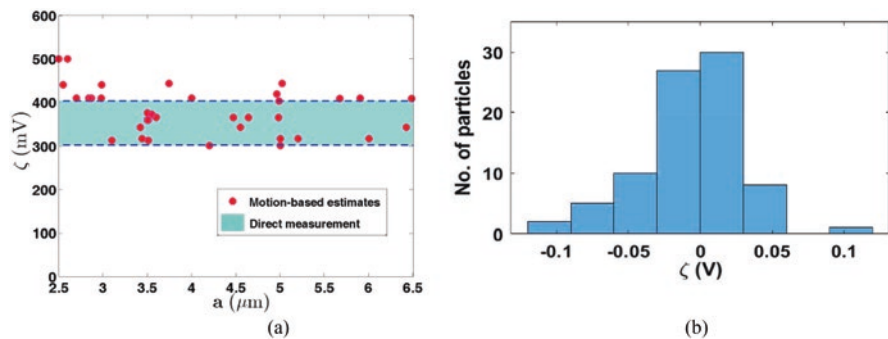 600
500
400
300
200
100
0
ζ (mV)
2.5 3 3.5 4 4.5 5 5.5 6 6.5
a (μm)
Motion-based estimates
Direct measurement
(a)
30
20
10
0
No. of particles
-0.1 -0.05 0 0.05 0.1
ζ (V)
(b)